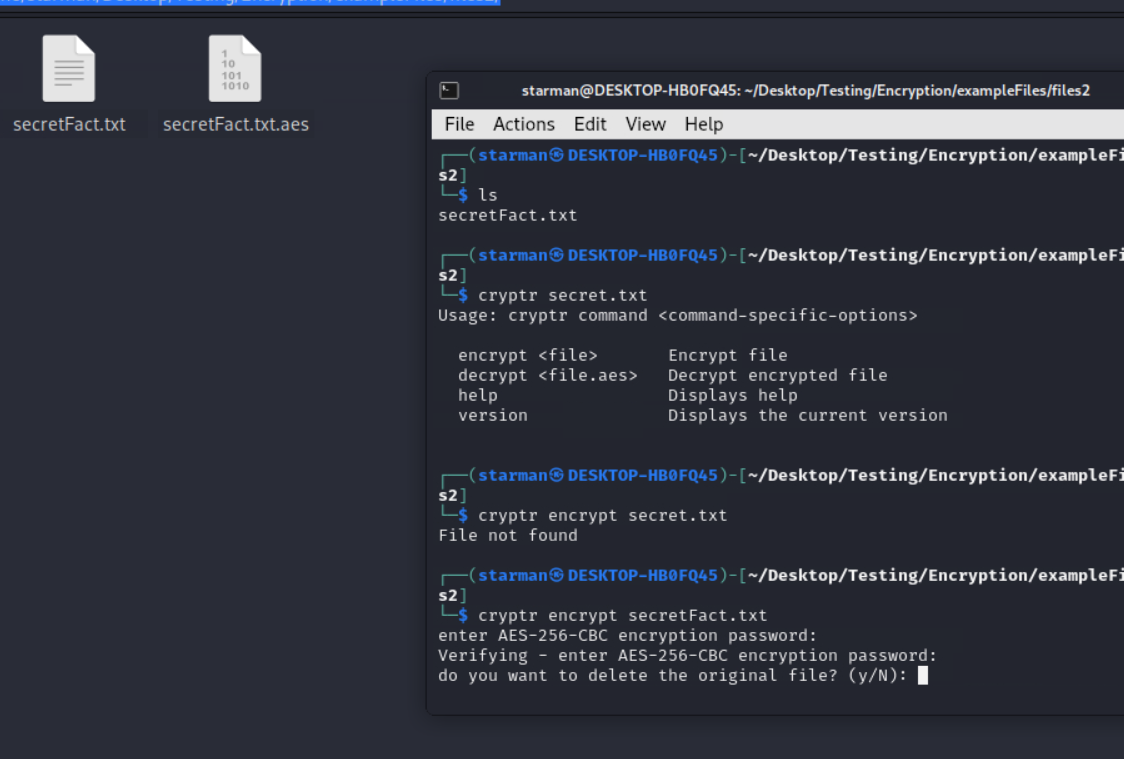 secretFact.txt
secretFact.txt.aes
starman@DESKTOP-HB0FQ45: ~/Desktop/Testing/Encryption/exampleFiles/files2
File Actions Edit View Help
┌──(starman㉿DESKTOP-HB0FQ45)-[~/Desktop/Testing/Encryption/exampleFi
s2]
└─$ ls
secretFact.txt
┌──(starman㉿DESKTOP-HB0FQ45)-[~/Desktop/Testing/Encryption/exampleFi
s2]
└─$ cryptr secret.txt
Usage: cryptr command <command-specific-options>
encrypt <file> Encrypt file
decrypt <file.aes> Decrypt encrypted file
help Displays help
version Displays the current version
┌──(starman㉿DESKTOP-HB0FQ45)-[~/Desktop/Testing/Encryption/exampleFi
s2]
└─$ cryptr encrypt secret.txt
File not found
┌──(starman㉿DESKTOP-HB0FQ45)-[~/Desktop/Testing/Encryption/exampleFi
s2]
└─$ cryptr encrypt secretFact.txt
enter AES-256-CBC encryption password:
Verifying - enter AES-256-CBC encryption password:
do you want to delete the original file? (y/N):